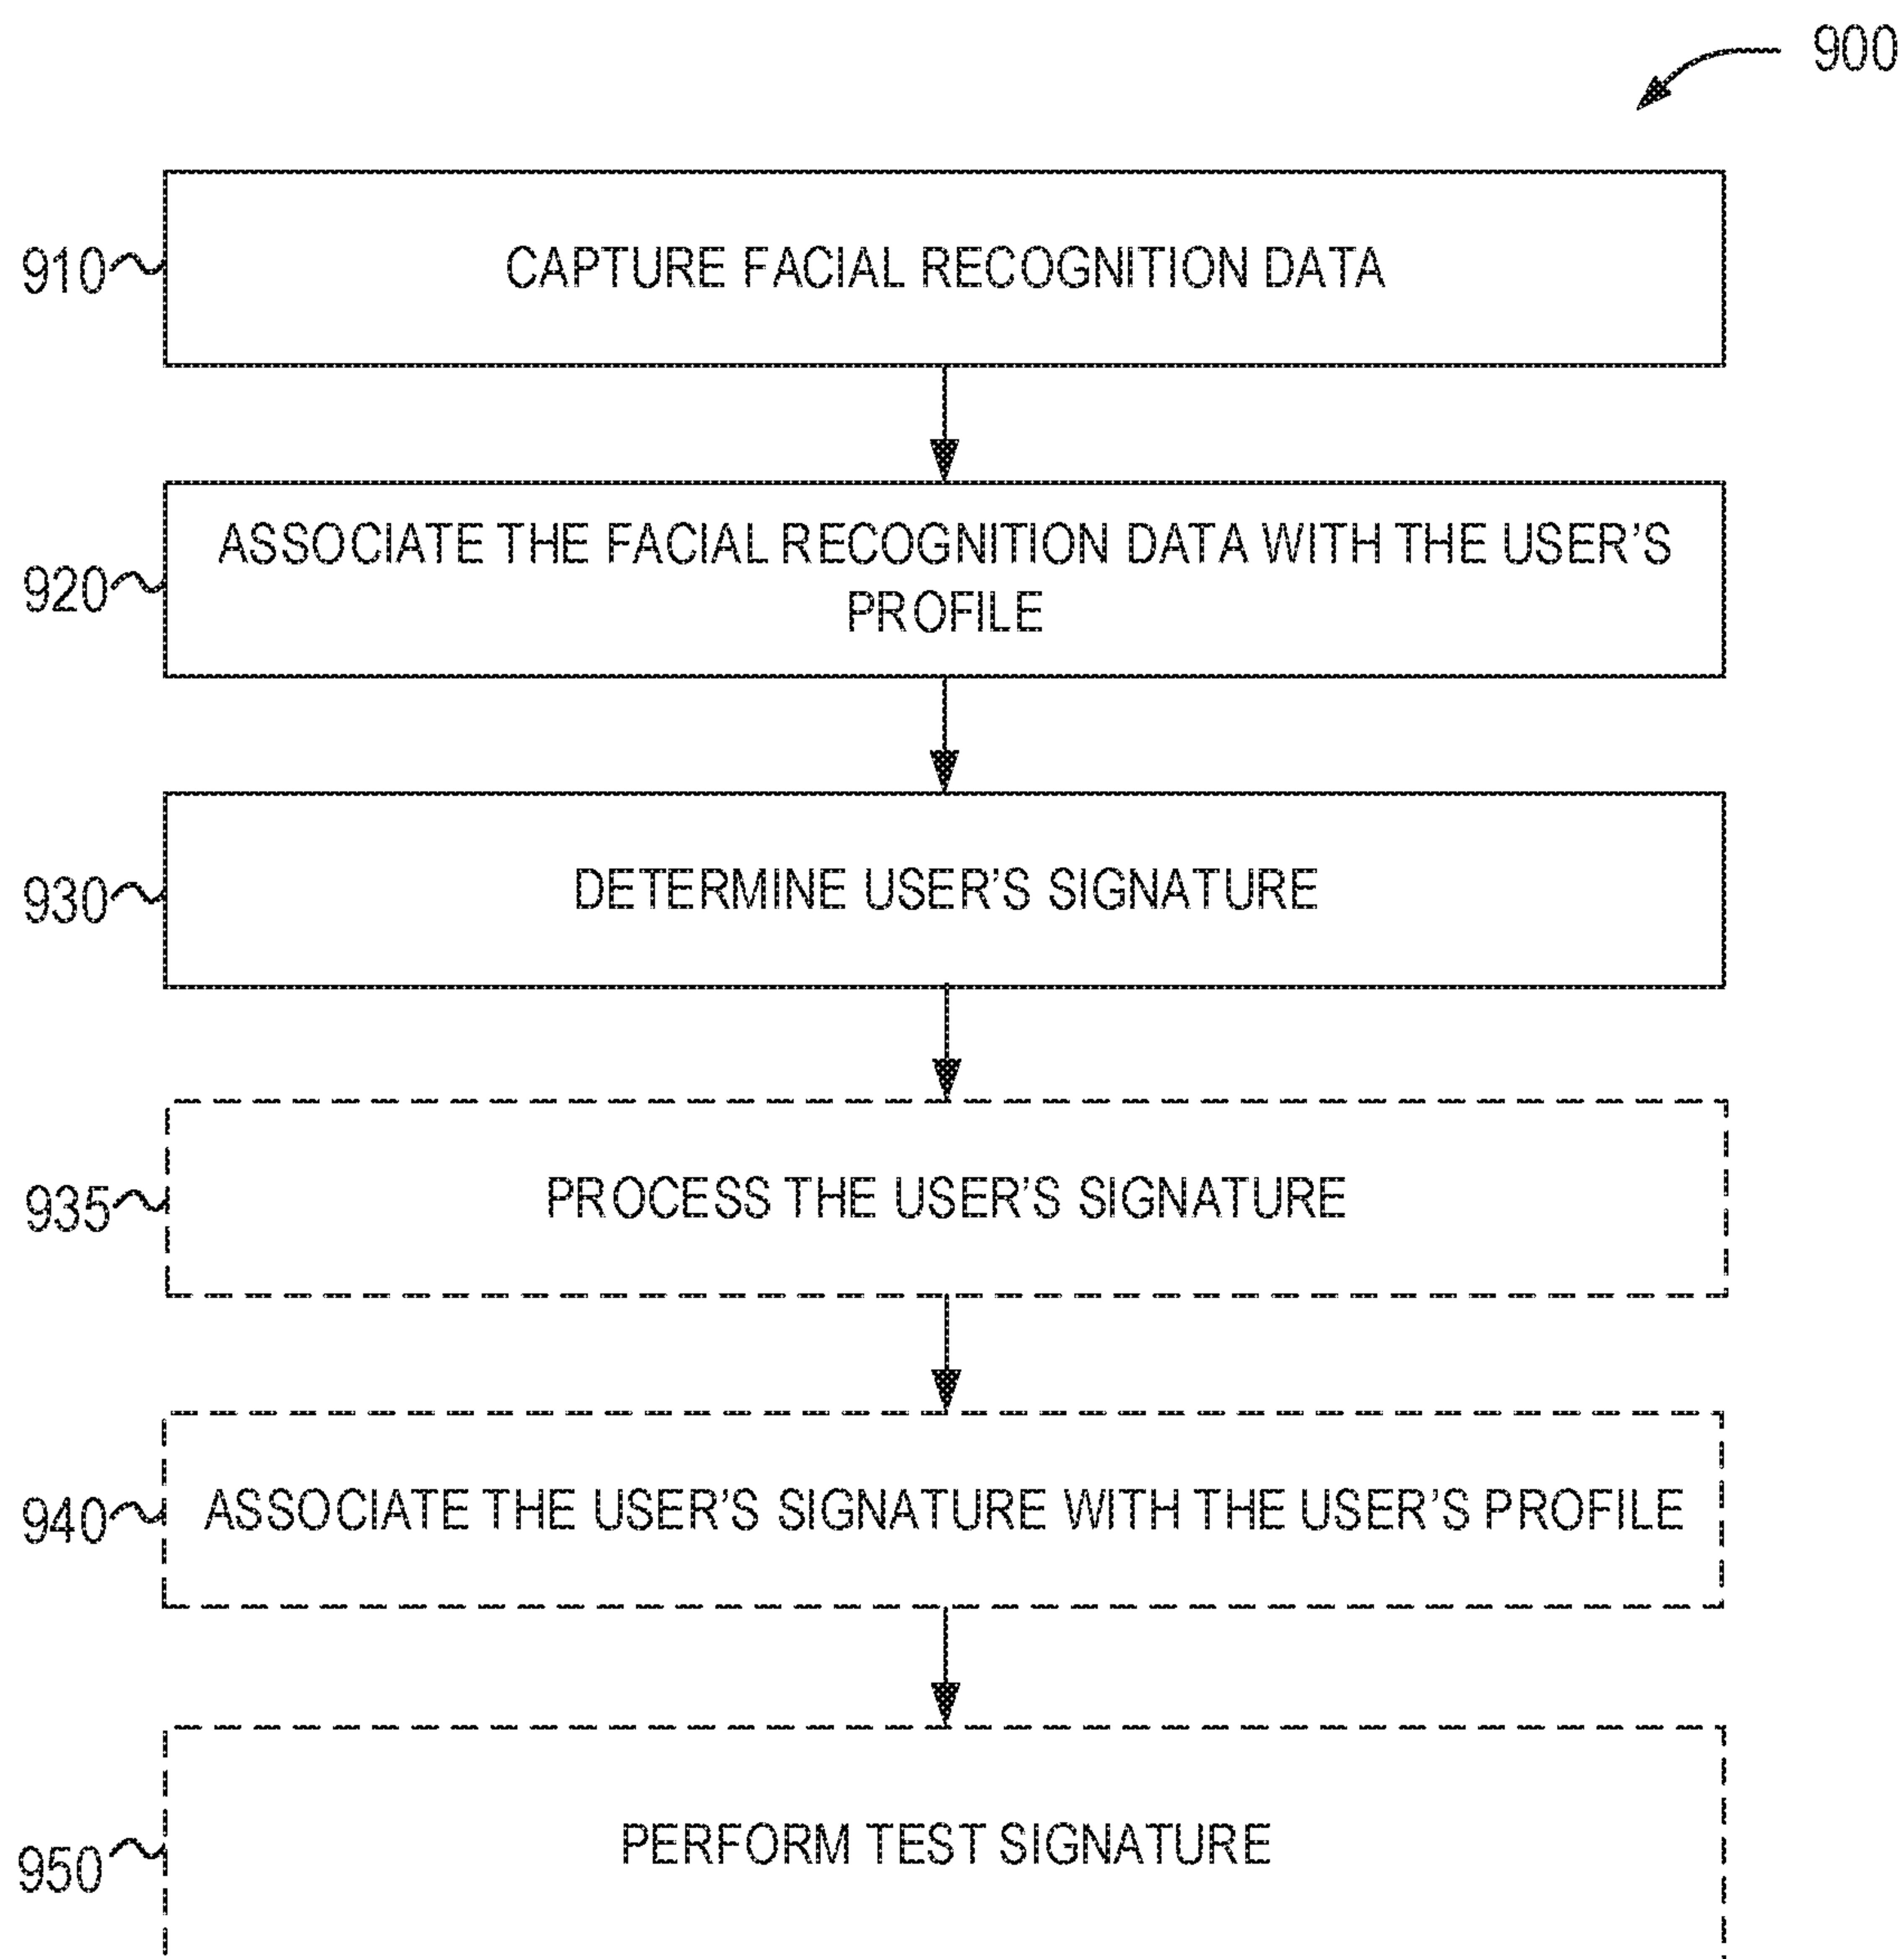 900
910
CAPTURE FACIAL RECOGNITION DATA
920
ASSOCIATE THE FACIAL RECOGNITION DATA WITH THE USER’S
PROFILE
930
DETERMINE USER’S SIGNATURE
935
PROCESS THE USER’S SIGNATURE
940
ASSOCIATE THE USER’S SIGNATURE WITH THE USER’S PROFILE
950
PERFORM TEST SIGNATURE